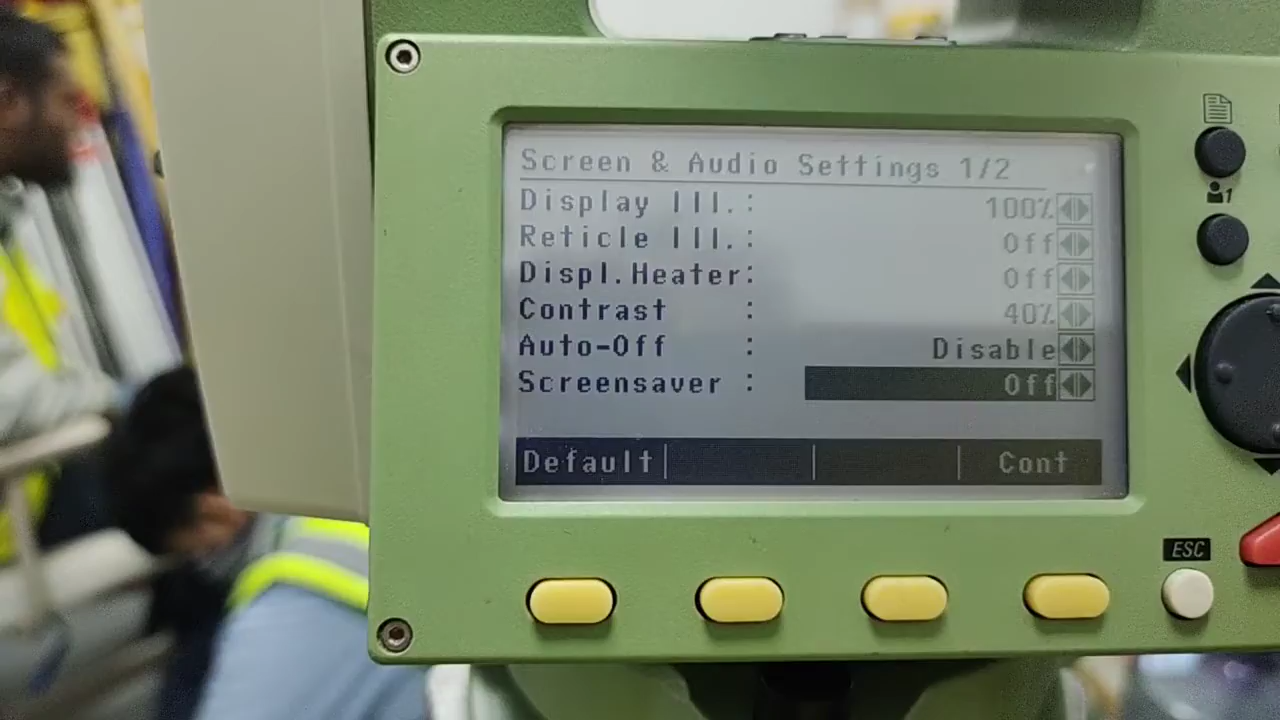 Screen & Audio Settings 1/2
Display Ill.: 100%
Reticle Ill.: Off
Displ.Heater: Off
Contrast : 40%
Auto-Off : Disable
Screensaver : Off
Default Cont
1
ESC